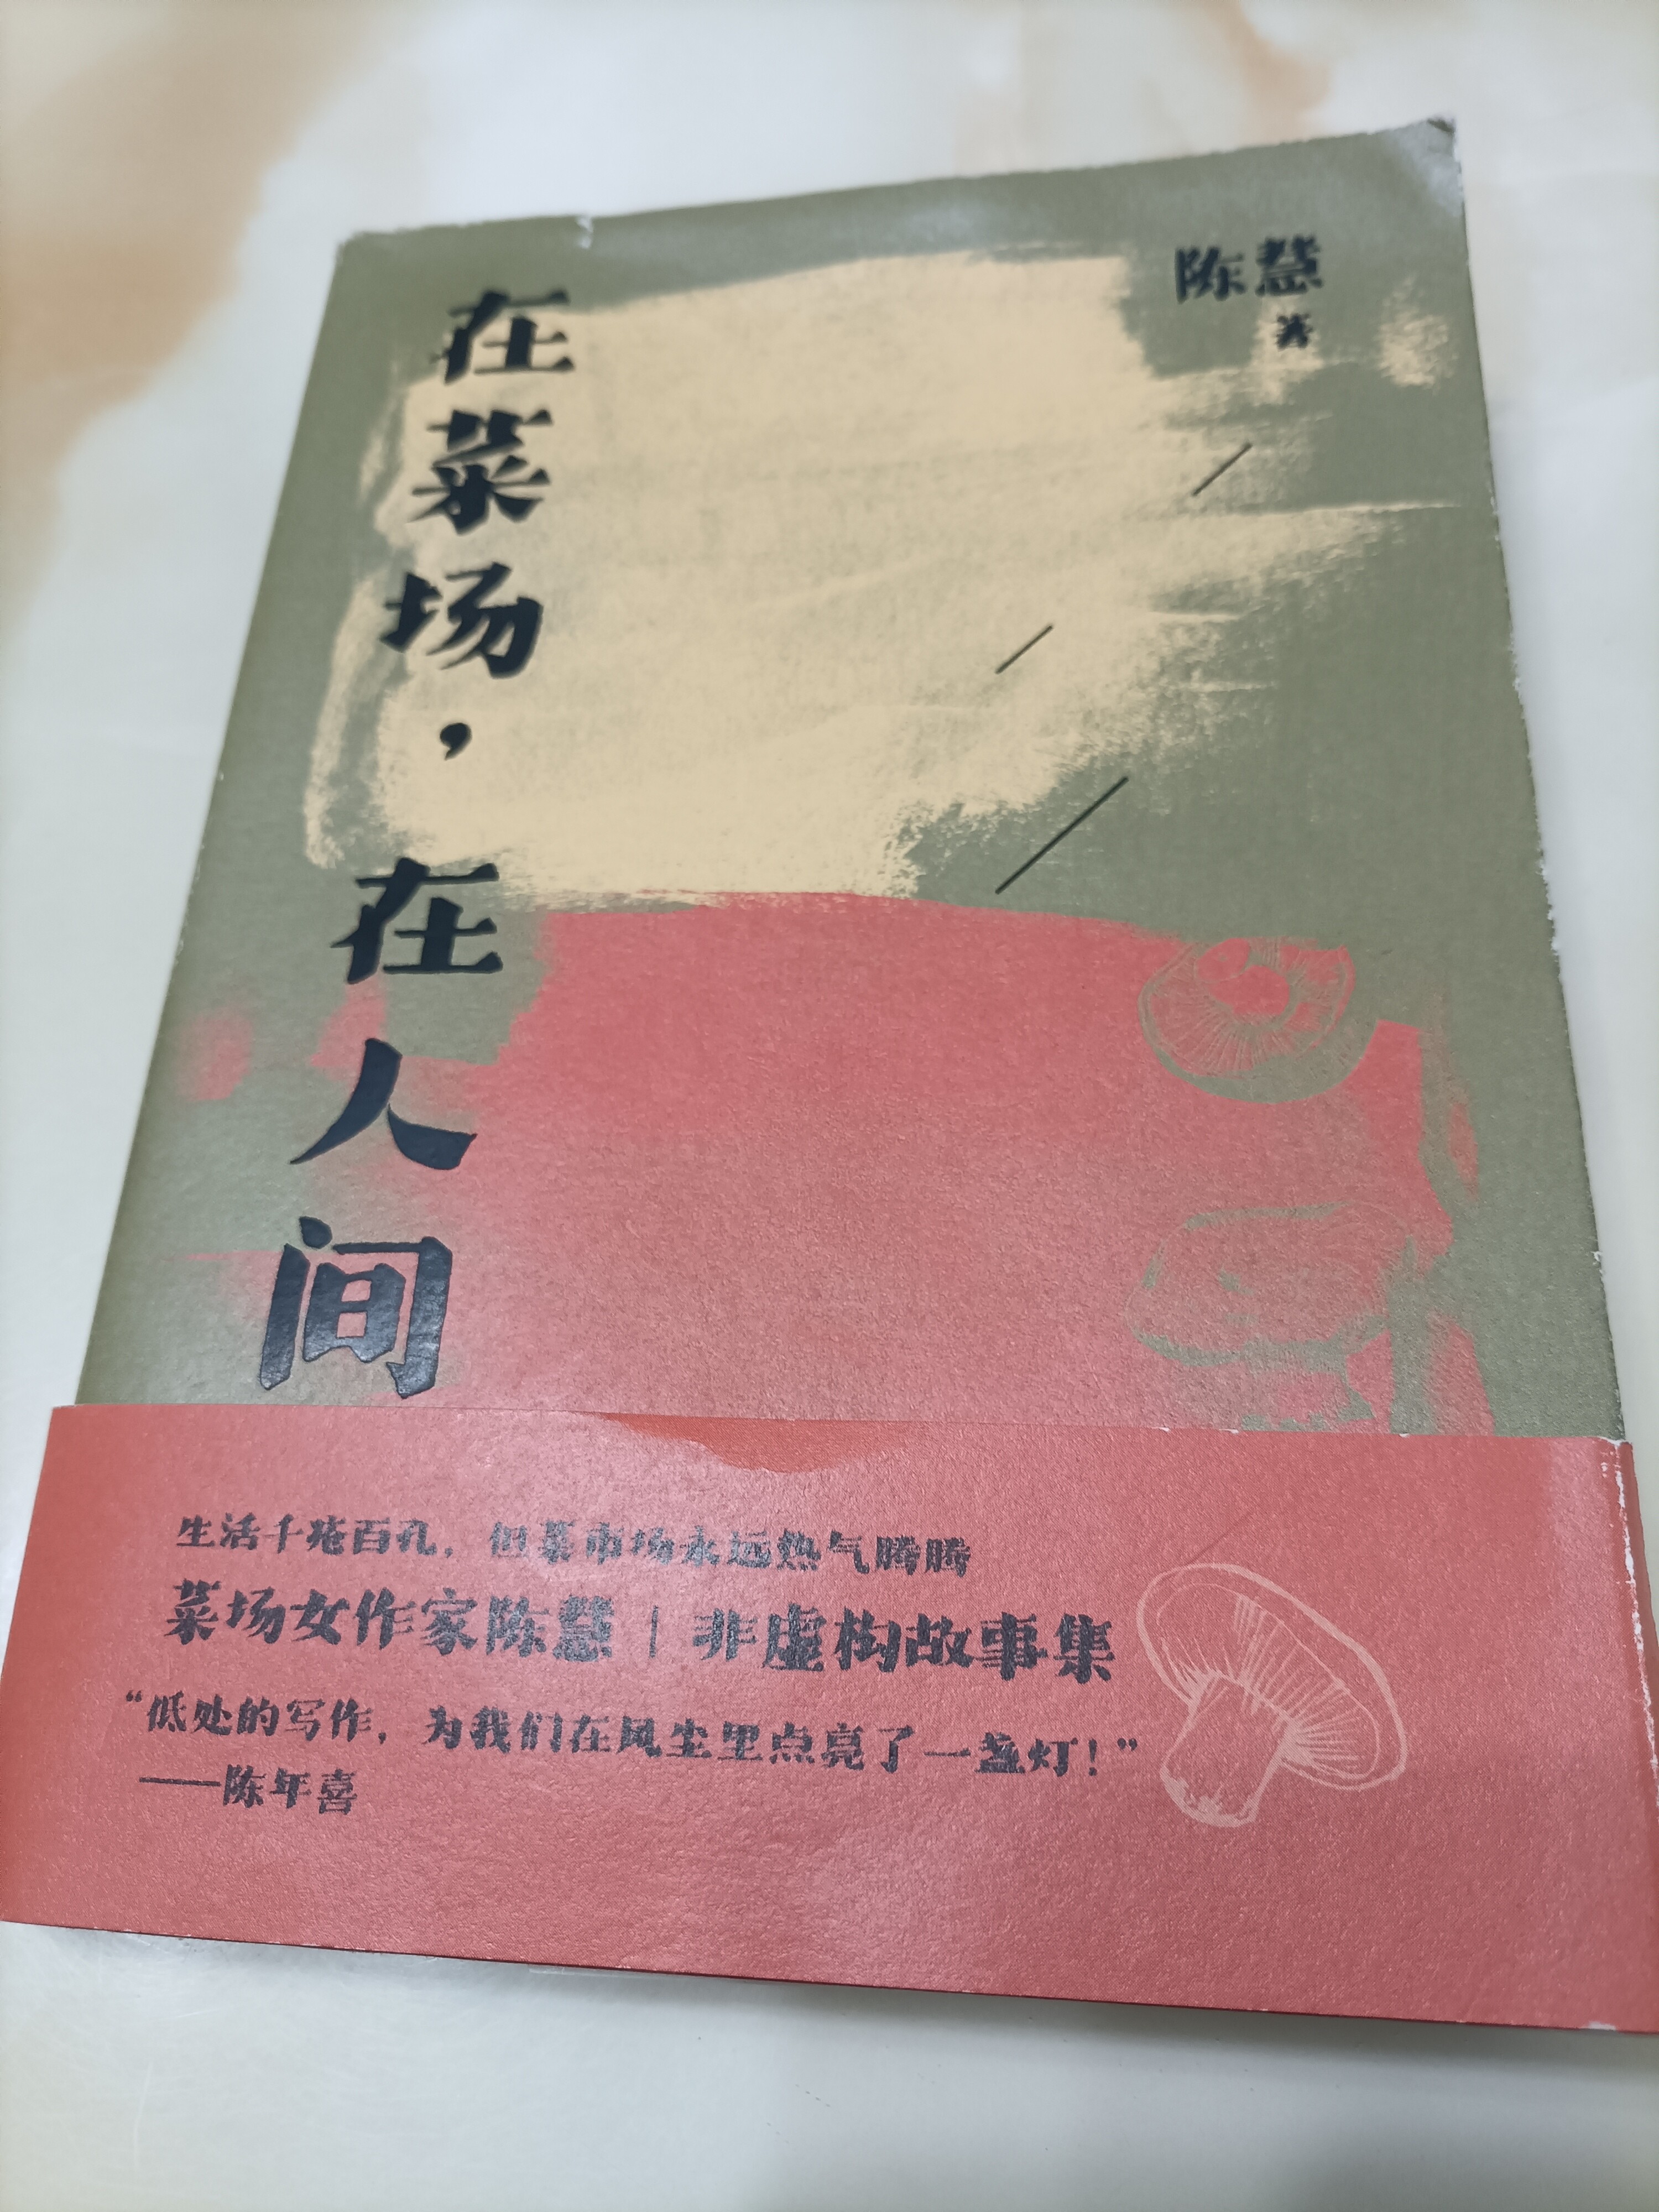 在菜场，在人间
陈慧
著
生活千疮百孔，但菜市场永远热气腾腾
菜场女作家陈慧｜非虚构故事集
“低处的写作，为我们在风尘里点亮了一盏灯！”
——陈年喜